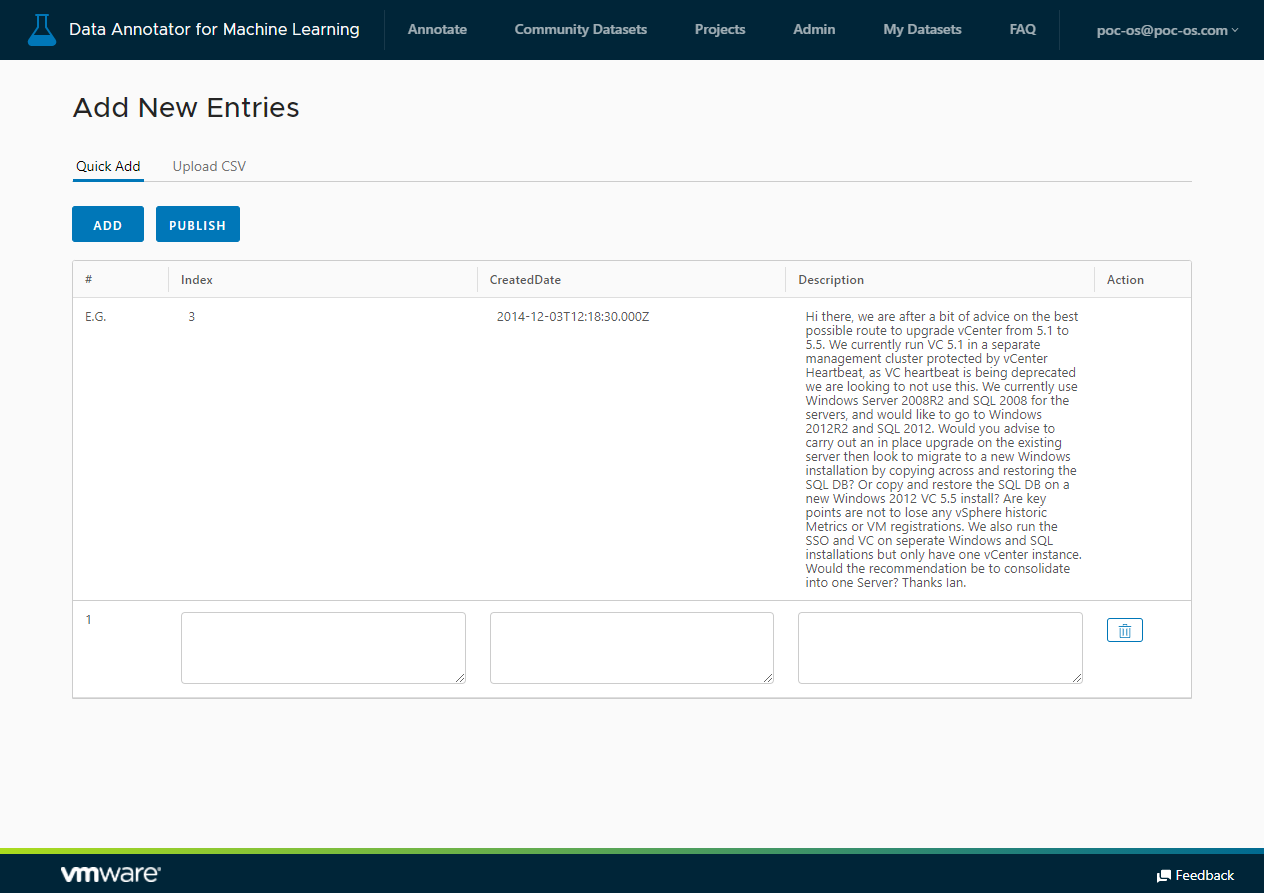 Data Annotator for Machine Learning
Annotate
Community Datasets
Projects
Admin
My Datasets
FAQ
poc-os@poc-os.com
Add New Entries
Quick Add
Upload CSV
ADD
PUBLISH
#
Index
CreatedDate
Description
Action
E.G.
3
2014-12-03T12:18:30.000Z
Hi there, we are after a bit of advice on the best
possible route to upgrade vCenter from 5.1 to
5.5. We currently run VC 5.1 in a separate
management cluster protected by vCenter
Heartbeat, as VC heartbeat is being deprecated
we are looking to not use this. We currently use
Windows Server 2008R2 and SQL 2008 for the
servers, and would like to go to Windows
2012R2 and SQL 2012. Would you advise to
carry out an in place upgrade on the existing
server then look to migrate to a new Windows
installation by copying across and restoring the
SQL DB? Or copy and restore the SQL DB on a
new Windows 2012 VC 5.5 install? Are key
points are not to lose any vSphere historic
Metrics or VM registrations. We also run the
SSO and VC on seperate Windows and SQL
installations but only have one vCenter instance.
Would the recommendation be to consolidate
into one Server? Thanks Ian.
1
vmware
Feedback